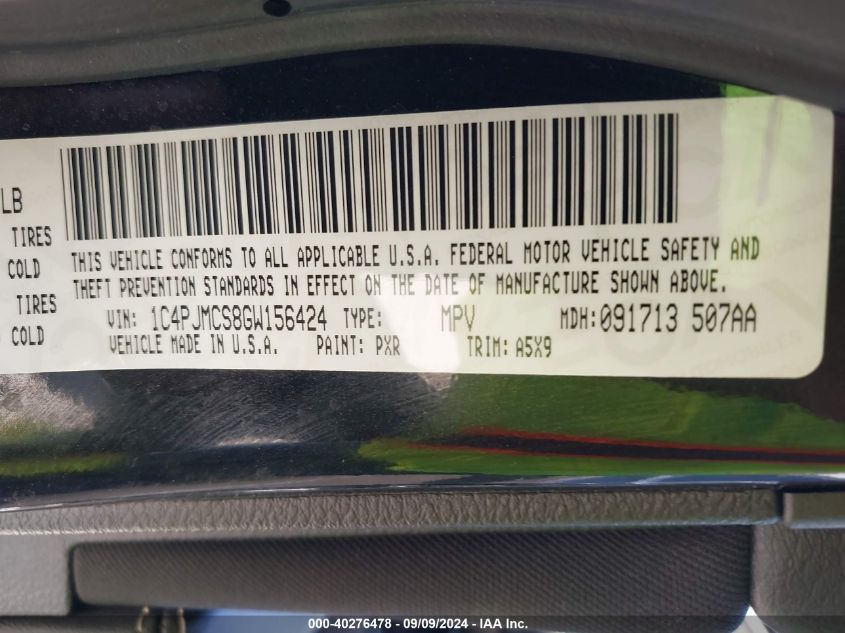 LB
TIRES
COLD
TIRES
COLD
THIS VEHICLE CONFORMS TO ALL APPLICABLE U.S.A. FEDERAL MOTOR VEHICLE SAFETY AND
THEFT PREVENTION STANDARDS IN EFFECT ON THE DATE OF MANUFACTURE SHOWN ABOVE.
VIN: 1C4PJMCS8GW156424 TYPE: MPV MDH:091713 507AA
VEHICLE MADE IN U.S.A. PAINT: PXR TRIM: A5X9
000-40276478 - 09/09/2024 - IAA Inc.